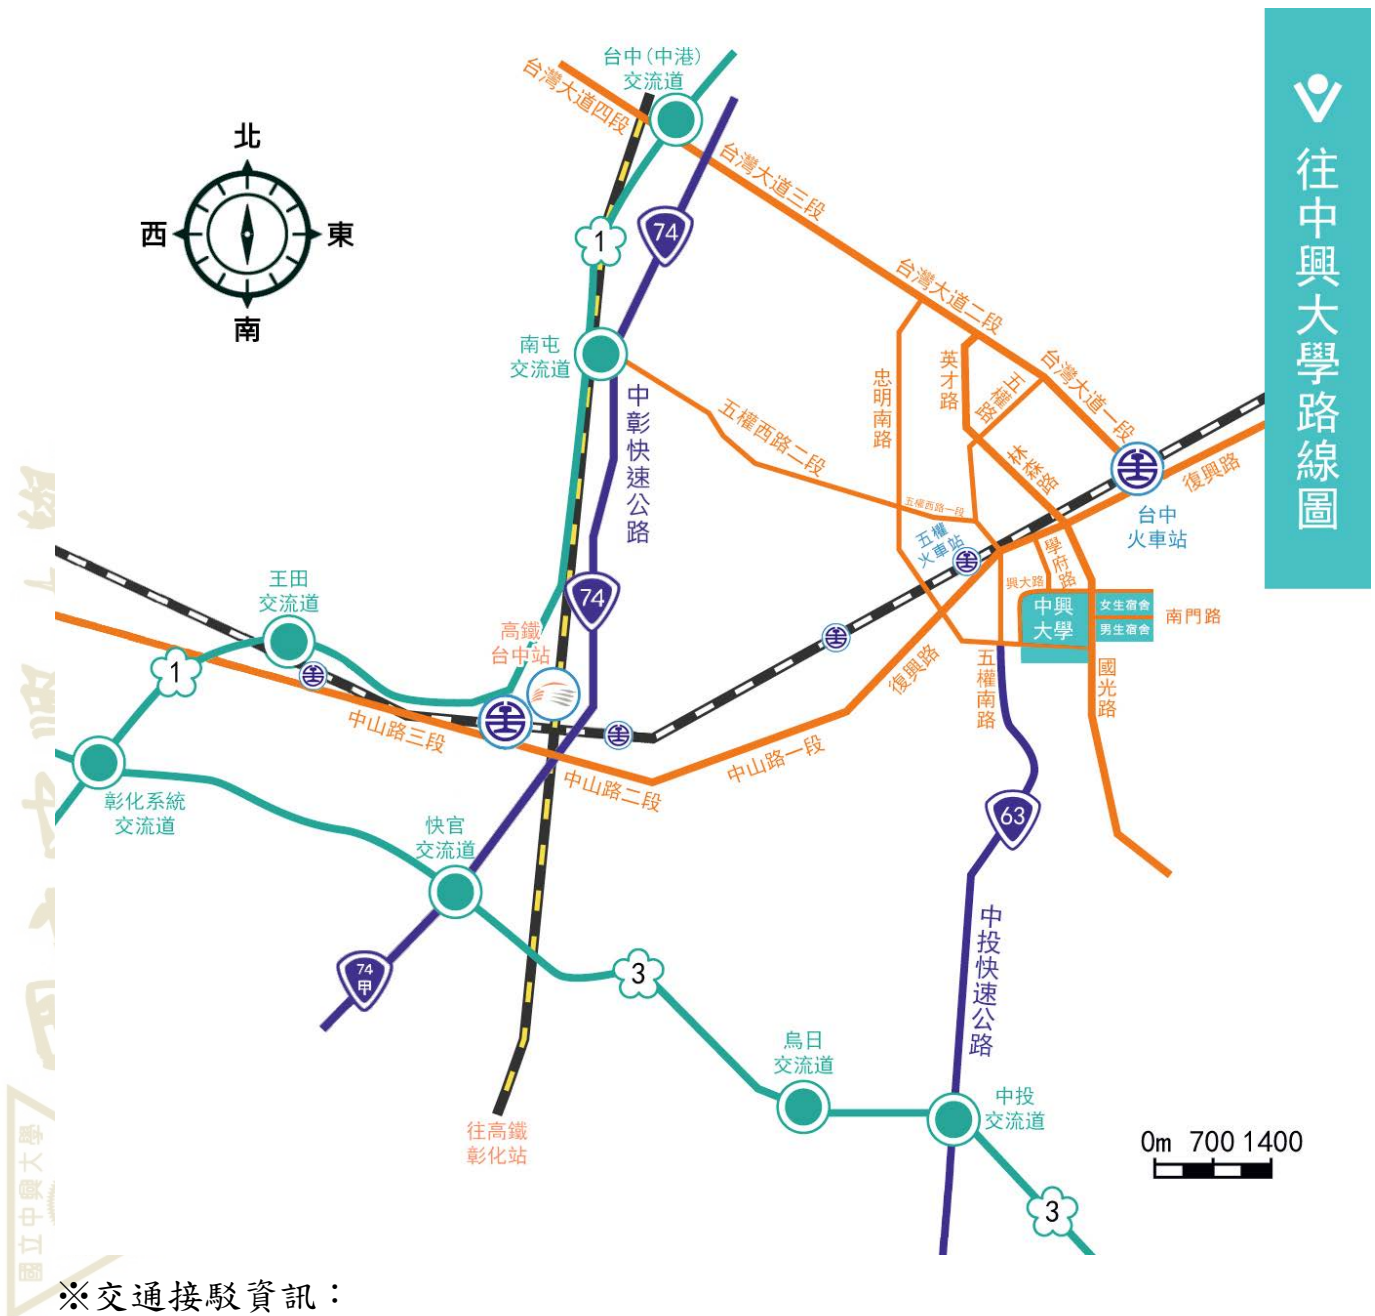 往中興大學路線圖
北
西
東
南
台中(中港)
交流道
台灣大道四段
台灣大道三段
台灣大道二段
台灣大道一段
74
1
南屯
交流道
中彰快速公路
五權西路二段
五權西路一段
忠明南路
英才路
五權路
林森路
復興路
台中
火車站
五權
火車站
學府路
興大路
中興
大學
女生宿舍
男生宿舍
南門路
國光路
五權南路
復興路
74
王田
交流道
高鐵
台中站
1
中山路三段
中山路二段
中山路一段
彰化系統
交流道
快官
交流道
63
74
甲
3
中投快速公路
烏日
交流道
中投
交流道
往高鐵
彰化站
3
0m 700 1400
國立中興大學
※交通接駁資訊：